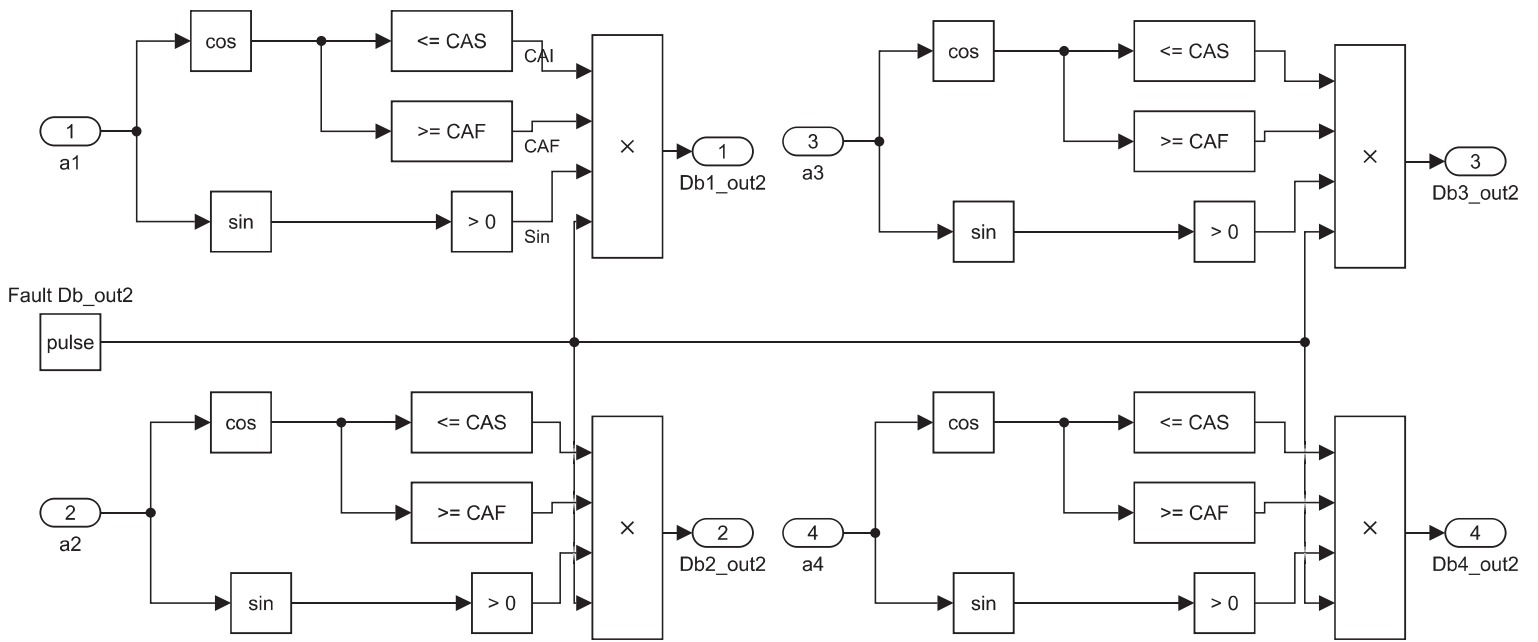 cos
<= CAS
CAI
>= CAF
CAF
1
a1
sin
> 0
Sin
×
1
Db1_out2
cos
<= CAS
>= CAF
3
a3
sin
> 0
×
3
Db3_out2
Fault Db_out2
pulse
cos
<= CAS
>= CAF
2
a2
sin
> 0
×
2
Db2_out2
cos
<= CAS
>= CAF
4
a4
sin
> 0
×
4
Db4_out2